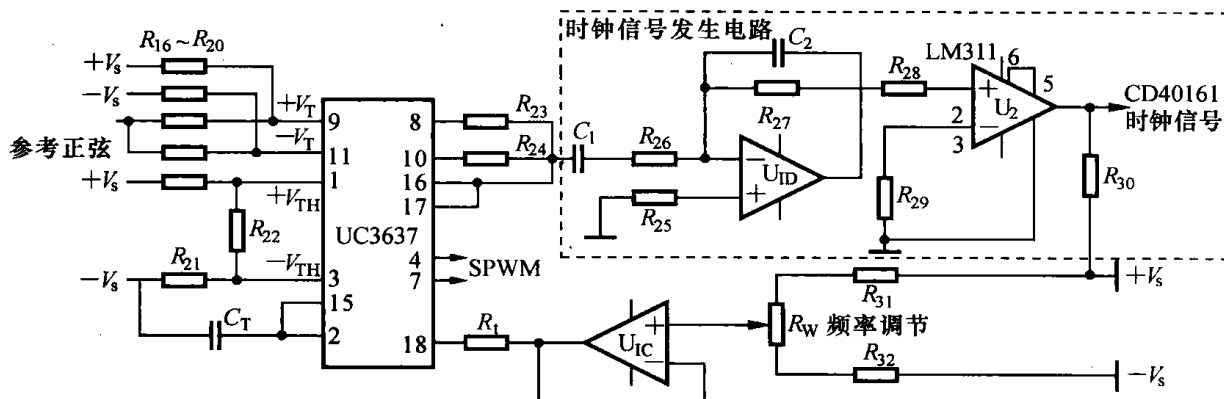 时钟信号发生电路
R16～R20
+Vs
−Vs
参考正弦
+Vs
−Vs
+VT
−VT
+VTH
−VTH
R21
R22
CT
9
11
1
3
15
2
UC3637
8
10
16
17
4
7
18
SPWM
R23
R24
C1
R26
R25
C2
R27
UID
R28
LM311
6
5
2
3
U2
R29
R30
CD40161
时钟信号
Rt
UIC
R31
RW 频率调节
R32
+Vs
−Vs